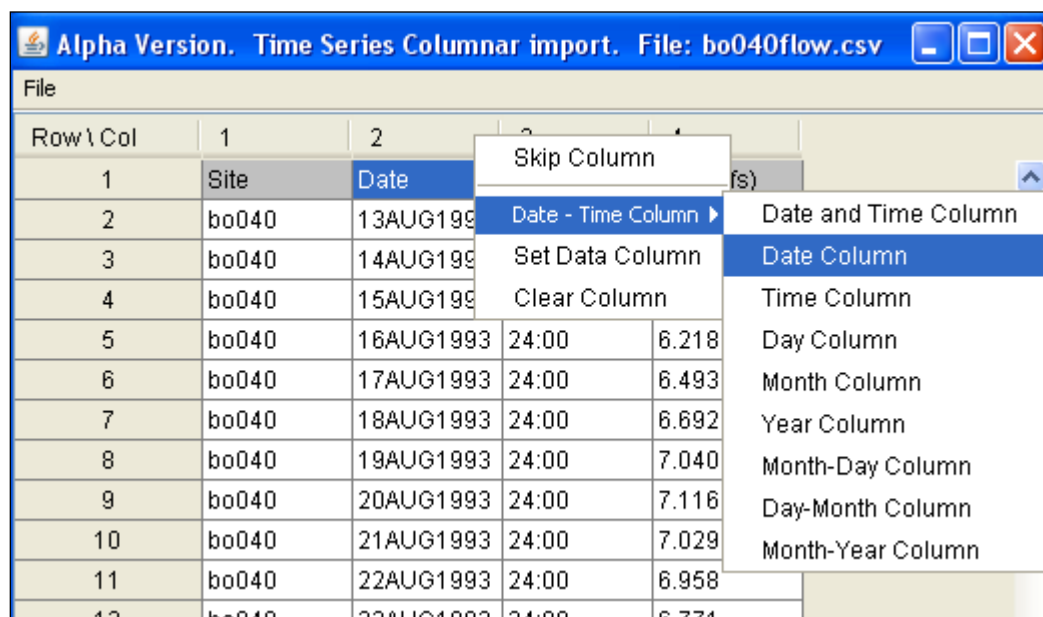 Alpha Version. Time Series Columnar import. File: bo040flow.csv
File
Row \ Col 1 2
1 Site Date fs)
2 bo040 13AUG199
3 bo040 14AUG199
4 bo040 15AUG199
5 bo040 16AUG1993 24:00 6.218
6 bo040 17AUG1993 24:00 6.493
7 bo040 18AUG1993 24:00 6.692
8 bo040 19AUG1993 24:00 7.040
9 bo040 20AUG1993 24:00 7.116
10 bo040 21AUG1993 24:00 7.029
11 bo040 22AUG1993 24:00 6.958
Skip Column
Date - Time Column
Set Data Column
Clear Column
Date and Time Column
Date Column
Time Column
Day Column
Month Column
Year Column
Month-Day Column
Day-Month Column
Month-Year Column